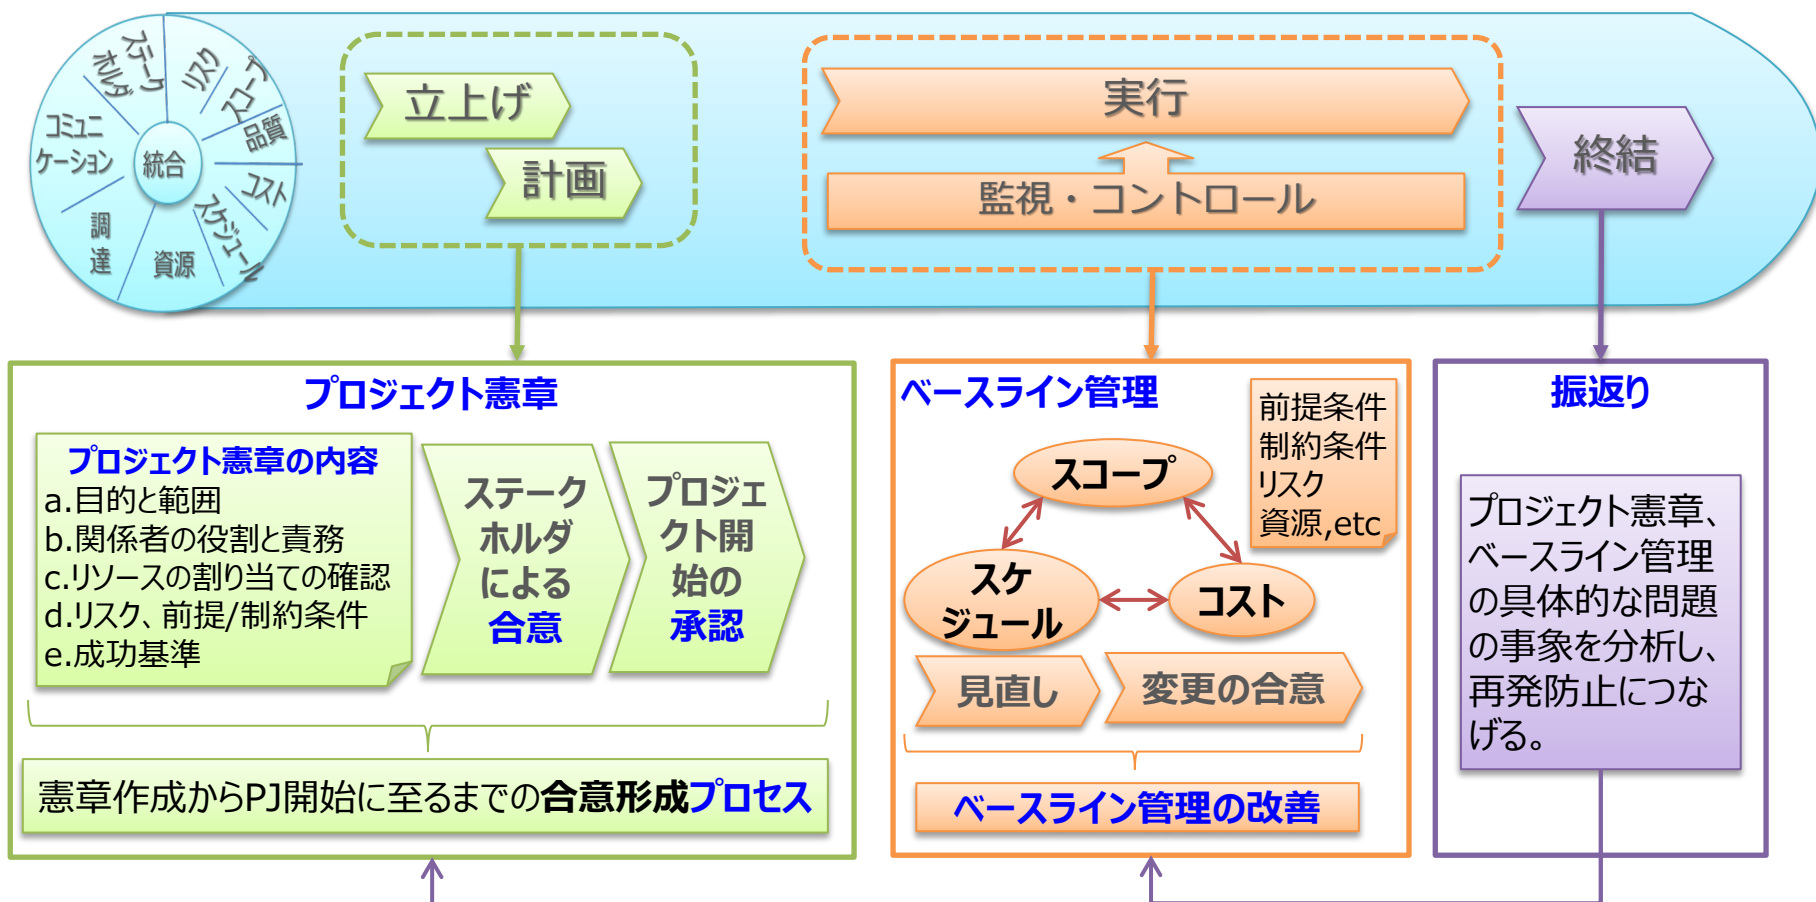 ステーク
ホルダ
リスク
スコープ
品質
コスト
スケジュール
資源
調
達
コミュニ
ケーション
統合
立上げ
計画
実行
監視・コントロール
終結
プロジェクト憲章
プロジェクト憲章の内容
a.目的と範囲
b.関係者の役割と責務
c.リソースの割り当ての確認
d.リスク、前提/制約条件
e.成功基準
ステーク
ホルダ
による
合意
プロジェ
クト開
始の
承認
憲章作成からPJ開始に至るまでの合意形成プロセス
ベースライン管理
前提条件
制約条件
リスク
資源,etc
スコープ
スケ
ジュール
コスト
見直し
変更の合意
ベースライン管理の改善
振返り
プロジェクト憲章、
ベースライン管理
の具体的な問題
の事象を分析し、
再発防止につな
げる。